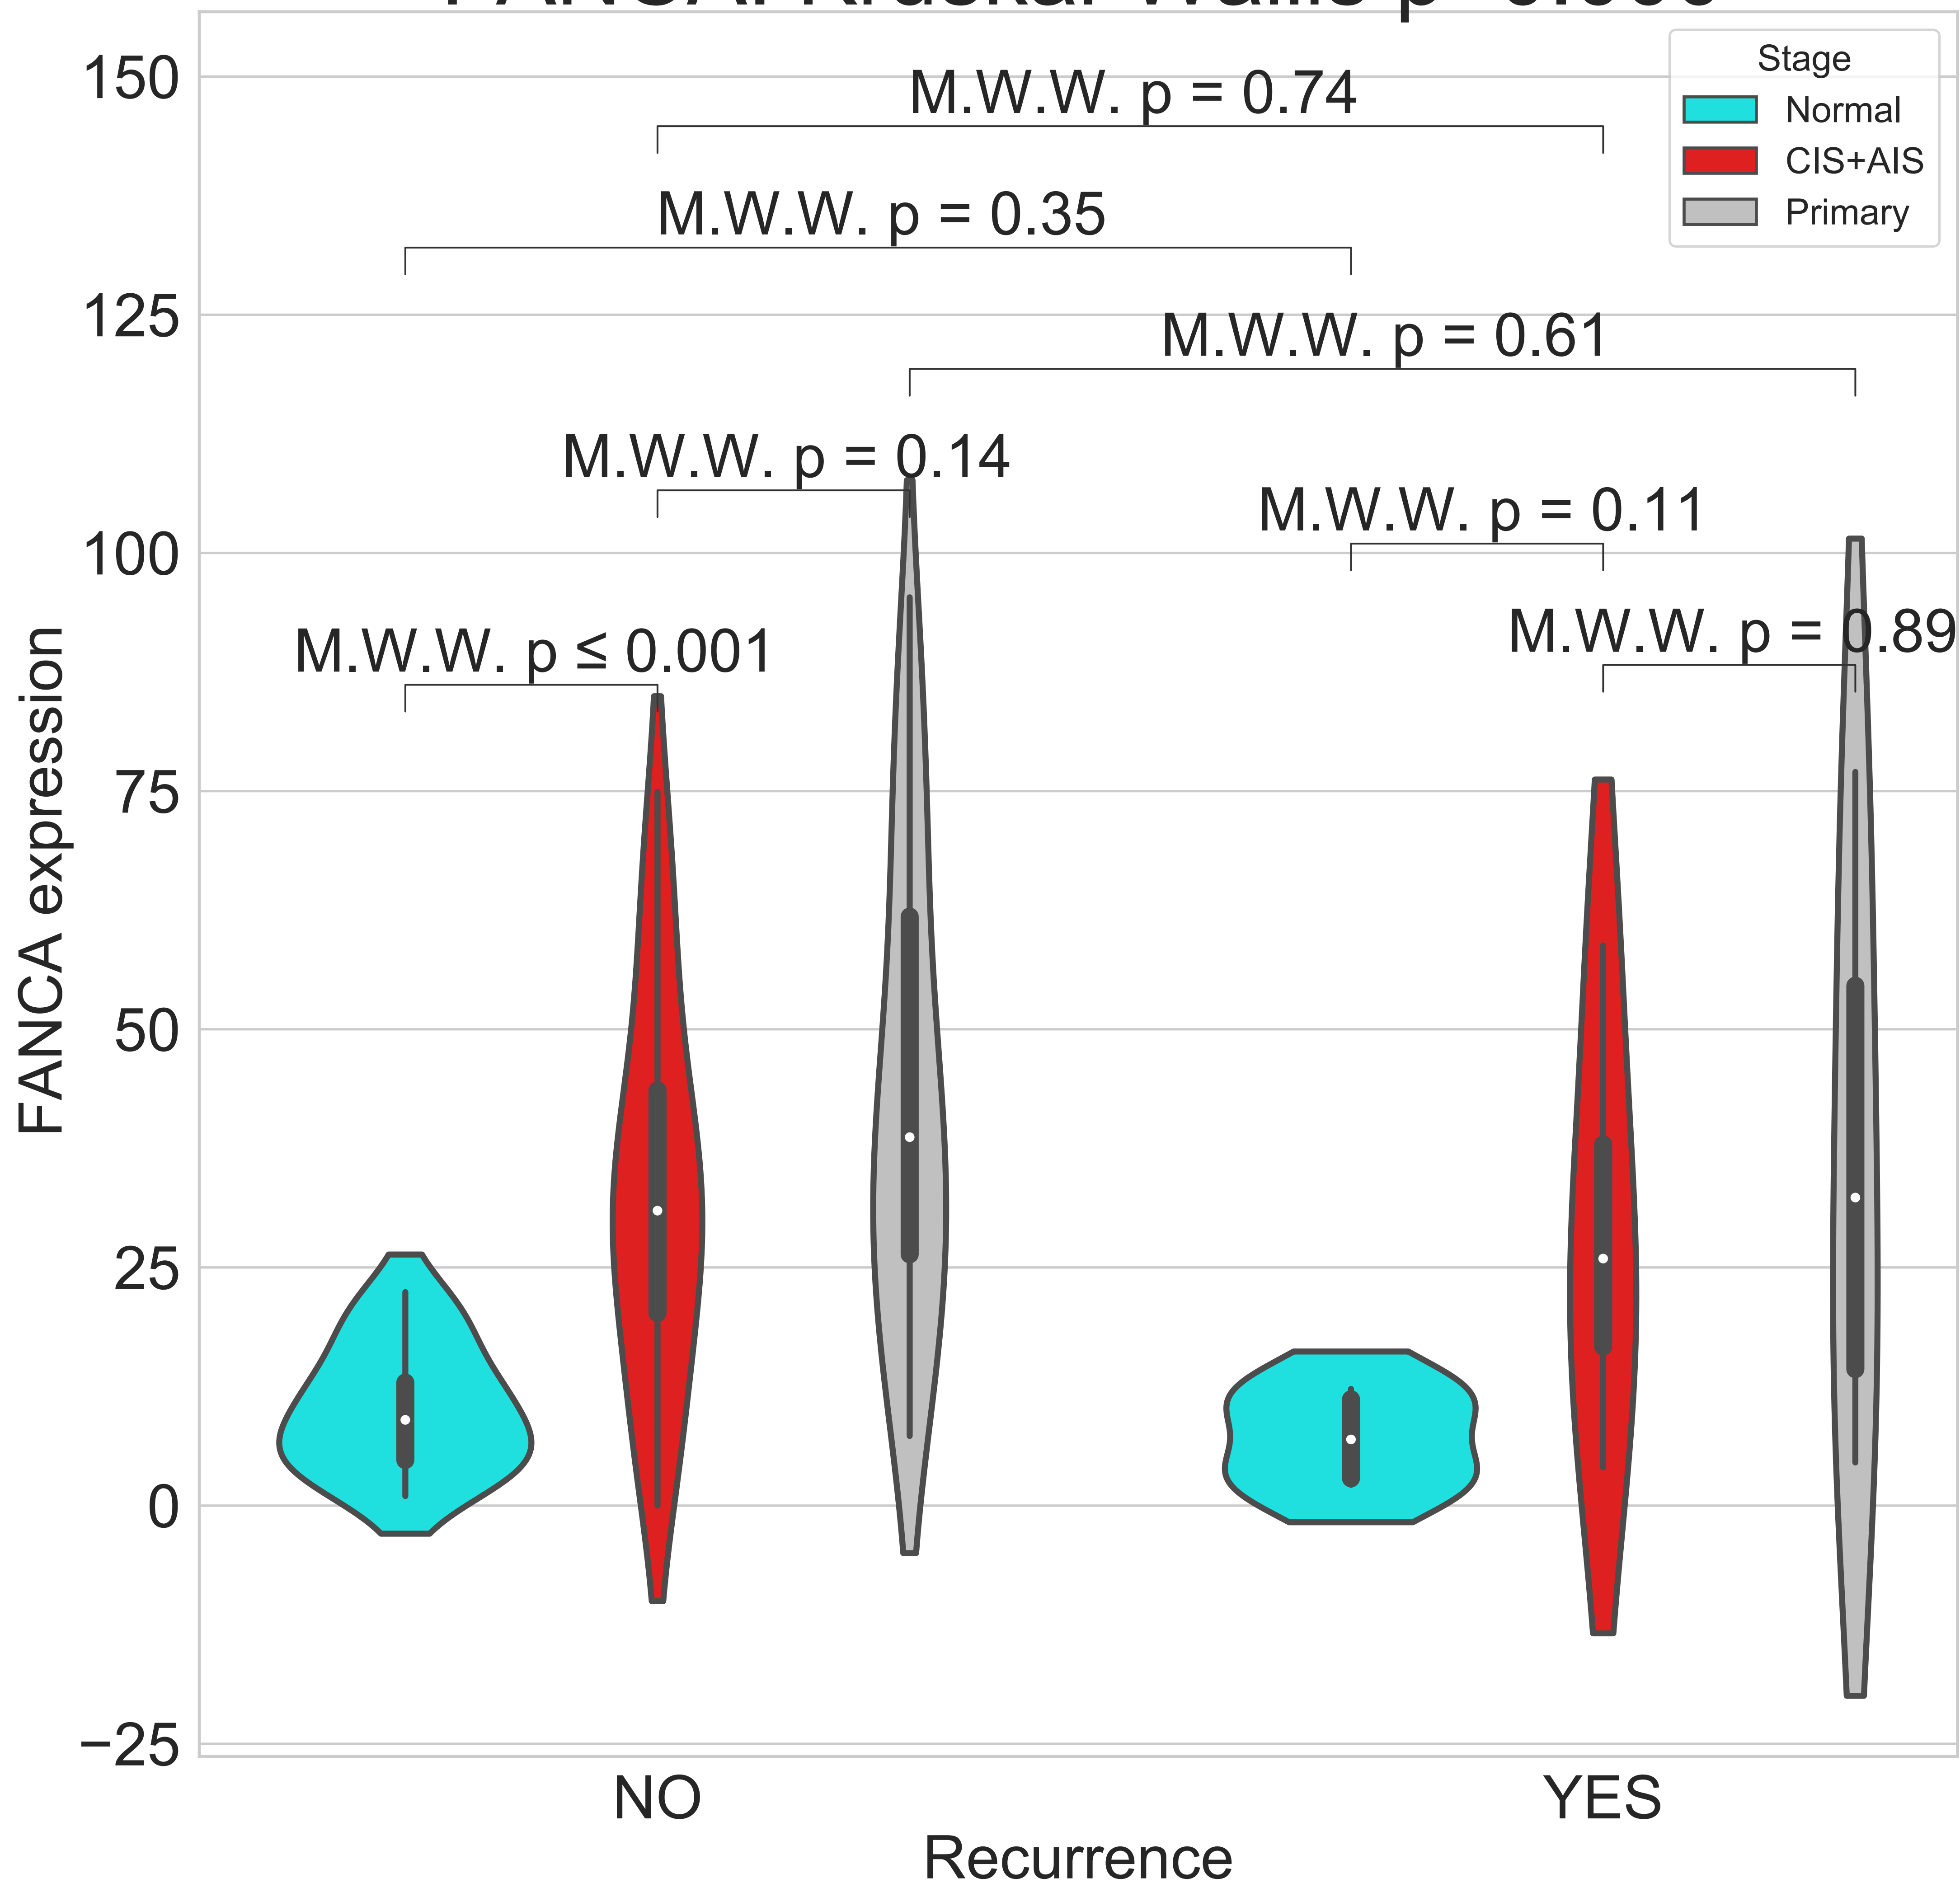 150
125
100
75
50
25
0
−25
FANCA expression
M.W.W. p = 0.74
M.W.W. p = 0.35
M.W.W. p = 0.61
M.W.W. p = 0.14
M.W.W. p = 0.11
M.W.W. p = 0.89
M.W.W. p ≤ 0.001
Stage
Normal
CIS+AIS
Primary
NO
YES
Recurrence